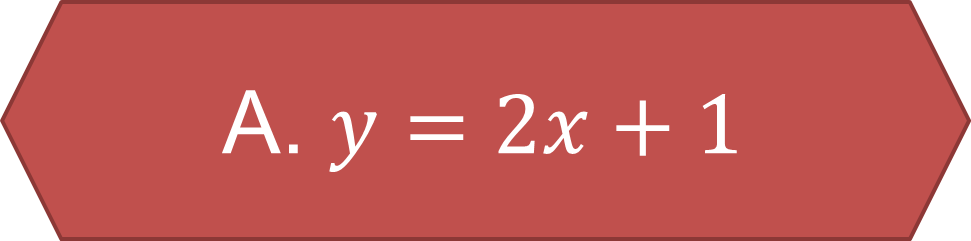 A. y = 2x + 1